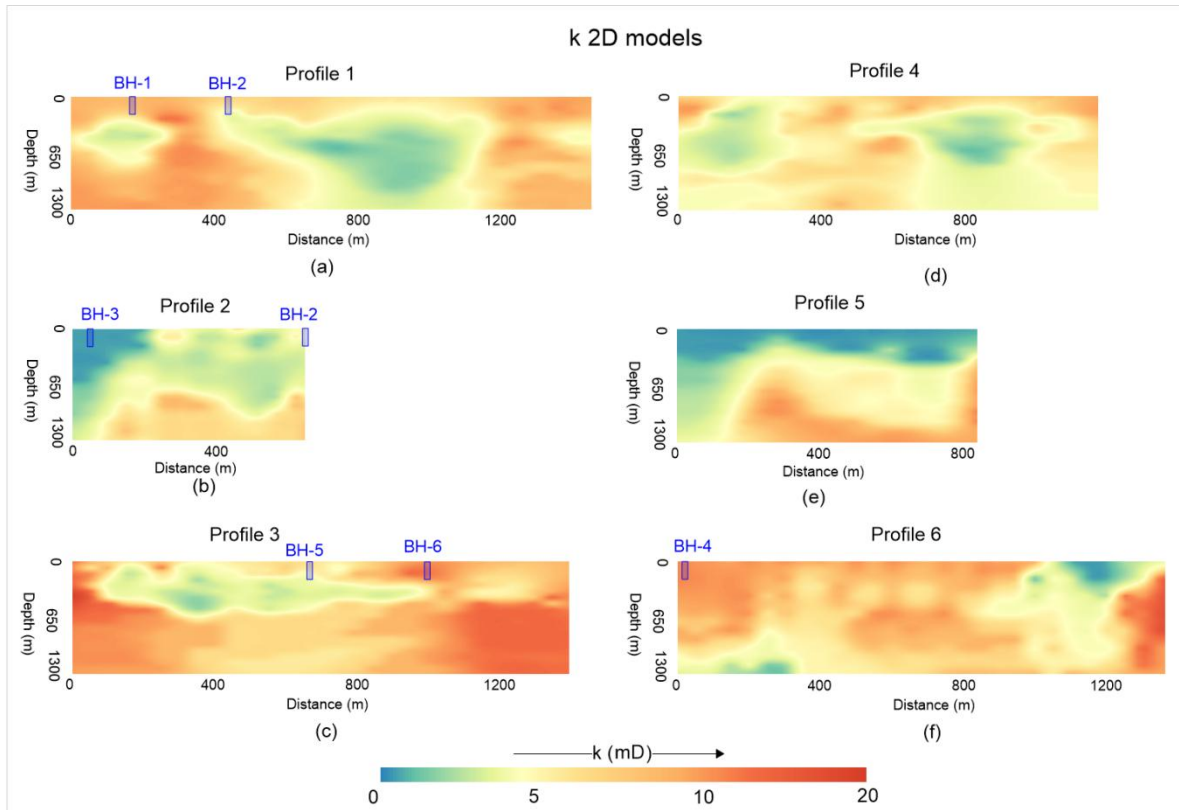 k 2D models
Profile 1
BH-1
BH-2
0
650
1300
Depth (m)
0
400
800
1200
Distance (m)
(a)
Profile 4
0
650
1300
Depth (m)
0
400
800
Distance (m)
(d)
Profile 2
BH-3
BH-2
0
650
1300
Depth (m)
0
400
Distance (m)
(b)
Profile 5
0
650
1300
Depth (m)
0
400
800
Distance (m)
(e)
Profile 3
BH-5
BH-6
0
650
1300
Depth (m)
0
400
800
1200
Distance (m)
(c)
Profile 6
BH-4
0
650
1300
Depth (m)
0
400
800
1200
Distance (m)
(f)
k (mD)
0
5
10
20